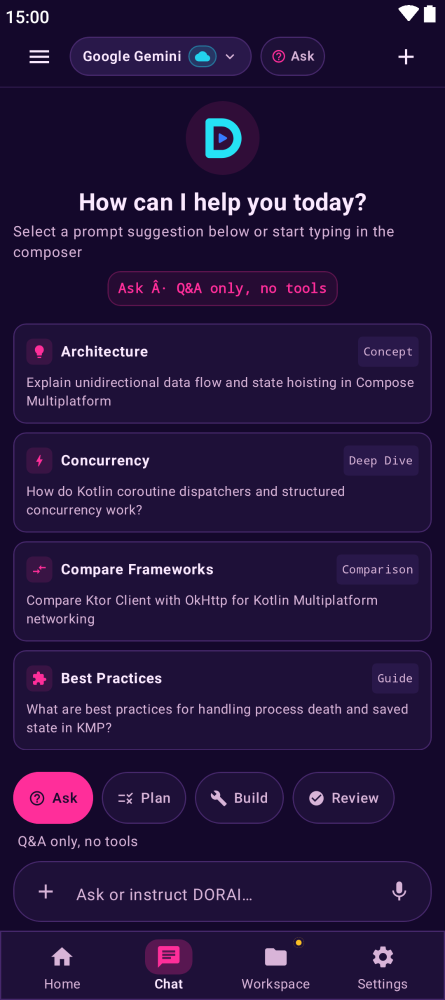 15:00
Google Gemini
Ask
How can I help you today?
Select a prompt suggestion below or start typing in the
composer
Ask Â· Q&A only, no tools
Architecture
Concept
Explain unidirectional data flow and state hoisting in Compose
Multiplatform
Concurrency
Deep Dive
How do Kotlin coroutine dispatchers and structured
concurrency work?
Compare Frameworks
Comparison
Compare Ktor Client with OkHttp for Kotlin Multiplatform
networking
Best Practices
Guide
What are best practices for handling process death and saved
state in KMP?
Ask
Plan
Build
Review
Q&A only, no tools
Ask or instruct DORAI…
Home
Chat
Workspace
Settings